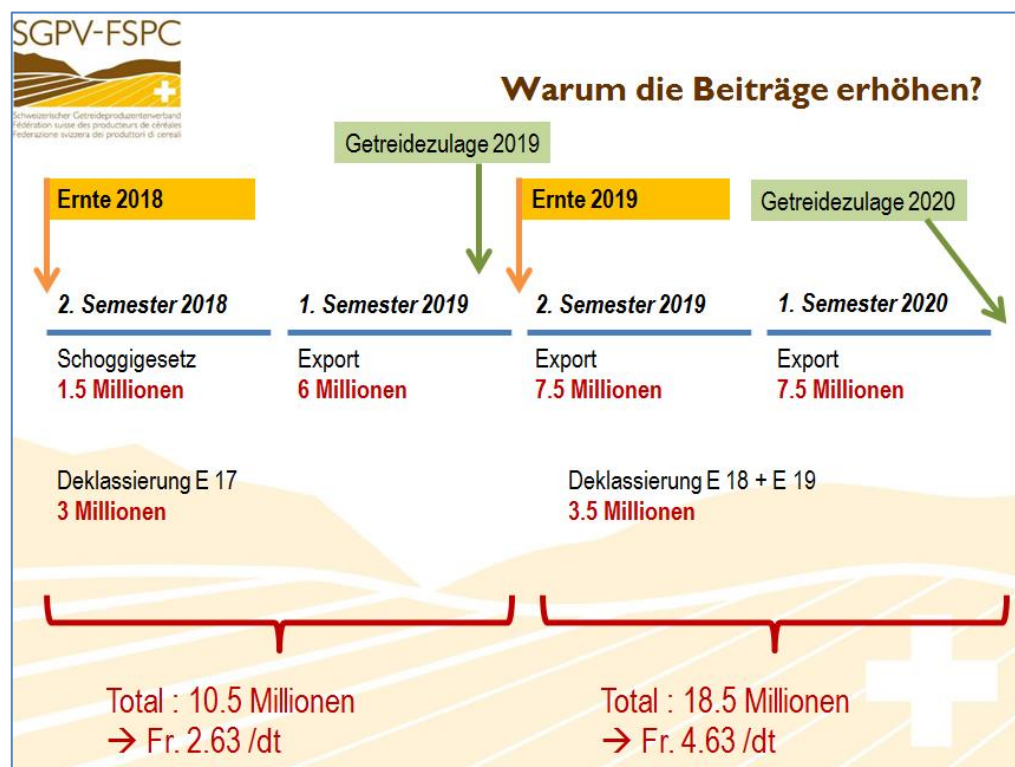 SGPV-FSPC
Schweizerischer Getreideproduzentenverband
Fédération suisse des producteurs de céréales
Federazione svizzera dei produttori di cereali
Warum die Beiträge erhöhen?
Getreidezulage 2019
Ernte 2018
Ernte 2019
Getreidezulage 2020
2. Semester 2018
1. Semester 2019
2. Semester 2019
1. Semester 2020
Schoggigesetz
1.5 Millionen
Export
6 Millionen
Export
7.5 Millionen
Export
7.5 Millionen
Deklassierung E 17
3 Millionen
Deklassierung E 18 + E 19
3.5 Millionen
Total : 10.5 Millionen
→ Fr. 2.63 /dt
Total : 18.5 Millionen
→ Fr. 4.63 /dt